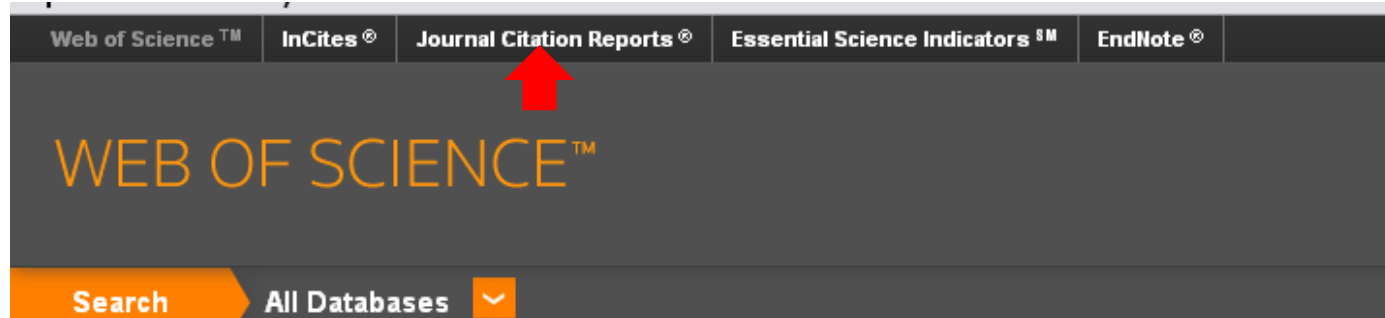 Web of Science ™ InCites ® Journal Citation Reports ® Essential Science Indicators ℠ EndNote ®
WEB OF SCIENCE™
Search All Databases